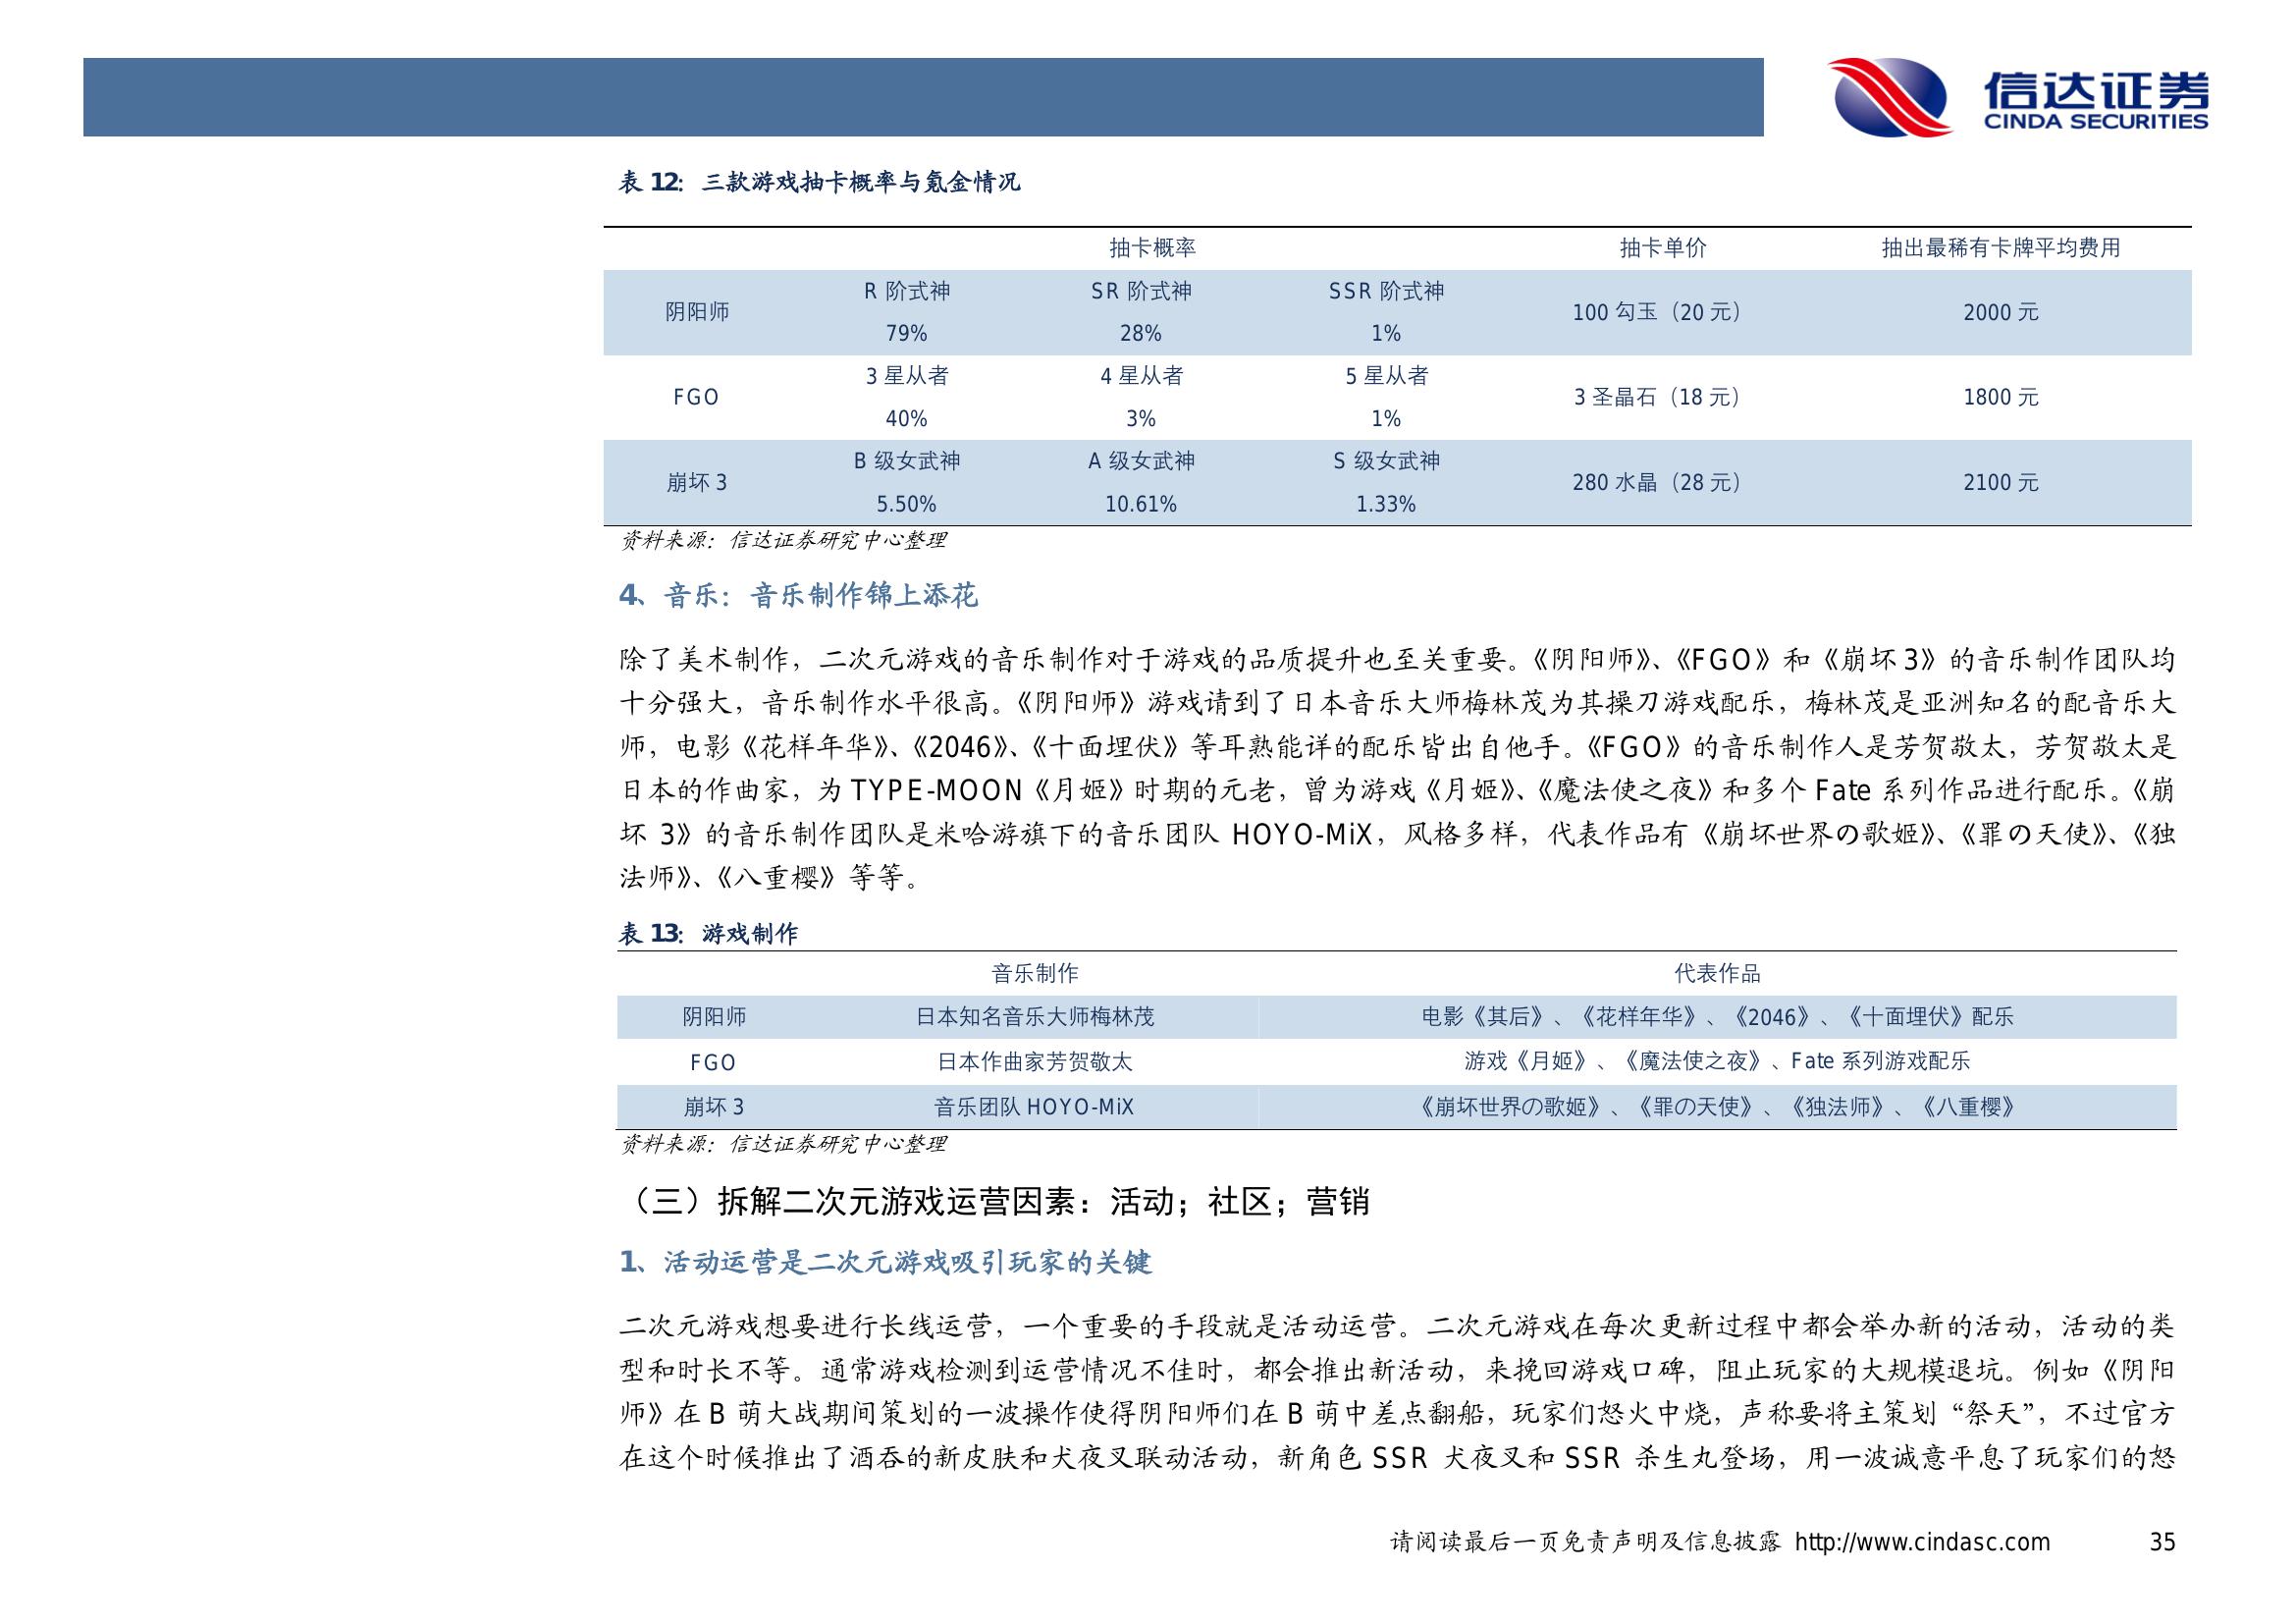 信达证券
CINDA SECURITIES
表 12: 三款游戏抽卡概率与氪金情况
抽卡概率 抽卡单价 抽出最稀有卡牌平均费用
阴阳师 R 阶式神 SR 阶式神 SSR 阶式神 100 勾玉（20 元） 2000 元
79% 28% 1%
FGO 3 星从者 4 星从者 5 星从者 3 圣晶石（18 元） 1800 元
40% 3% 1%
崩坏 3 B 级女武神 A 级女武神 S 级女武神 280 水晶（28 元） 2100 元
5.50% 10.61% 1.33%
资料来源：信达证券研究中心整理
4、音乐：音乐制作锦上添花
除了美术制作，二次元游戏的音乐制作对于游戏的品质提升也至关重要。《阴阳师》、《FGO》和《崩坏 3》的音乐制作团队均
十分强大，音乐制作水平很高。《阴阳师》游戏请到了日本音乐大师梅林茂为其操刀游戏配乐，梅林茂是亚洲知名的配音乐大
师，电影《花样年华》、《2046》、《十面埋伏》等耳熟能详的配乐皆出自他手。《FGO》的音乐制作人是芳贺敬太，芳贺敬太是
日本的作曲家，为 TYPE-MOON《月姬》时期的元老，曾为游戏《月姬》、《魔法使之夜》和多个 Fate 系列作品进行配乐。《崩
坏 3》的音乐制作团队是米哈游旗下的音乐团队 HOYO-MiX，风格多样，代表作品有《崩坏世界の歌姬》、《罪の天使》、《独
法师》、《八重樱》等等。
表 13: 游戏制作
音乐制作 代表作品
阴阳师 日本知名音乐大师梅林茂 电影《其后》、《花样年华》、《2046》、《十面埋伏》配乐
FGO 日本作曲家芳贺敬太 游戏《月姬》、《魔法使之夜》、Fate 系列游戏配乐
崩坏 3 音乐团队 HOYO-MiX 《崩坏世界の歌姬》、《罪の天使》、《独法师》、《八重樱》
资料来源：信达证券研究中心整理
（三）拆解二次元游戏运营因素：活动；社区；营销
1、活动运营是二次元游戏吸引玩家的关键
二次元游戏想要进行长线运营，一个重要的手段就是活动运营。二次元游戏在每次更新过程中都会举办新的活动，活动的类
型和时长不等。通常游戏检测到运营情况不佳时，都会推出新活动，来挽回游戏口碑，阻止玩家的大规模退坑。例如《阴阳
师》在 B 萌大战期间策划的一波操作使得阴阳师们在 B 萌中差点翻船，玩家们怒火中烧，声称要将主策划“祭天”，不过官方
在这个时候推出了酒吞的新皮肤和犬夜叉联动活动，新角色 SSR 犬夜叉和 SSR 杀生丸登场，用一波诚意平息了玩家们的怒
请阅读最后一页免责声明及信息披露 http://www.cindasc.com 35